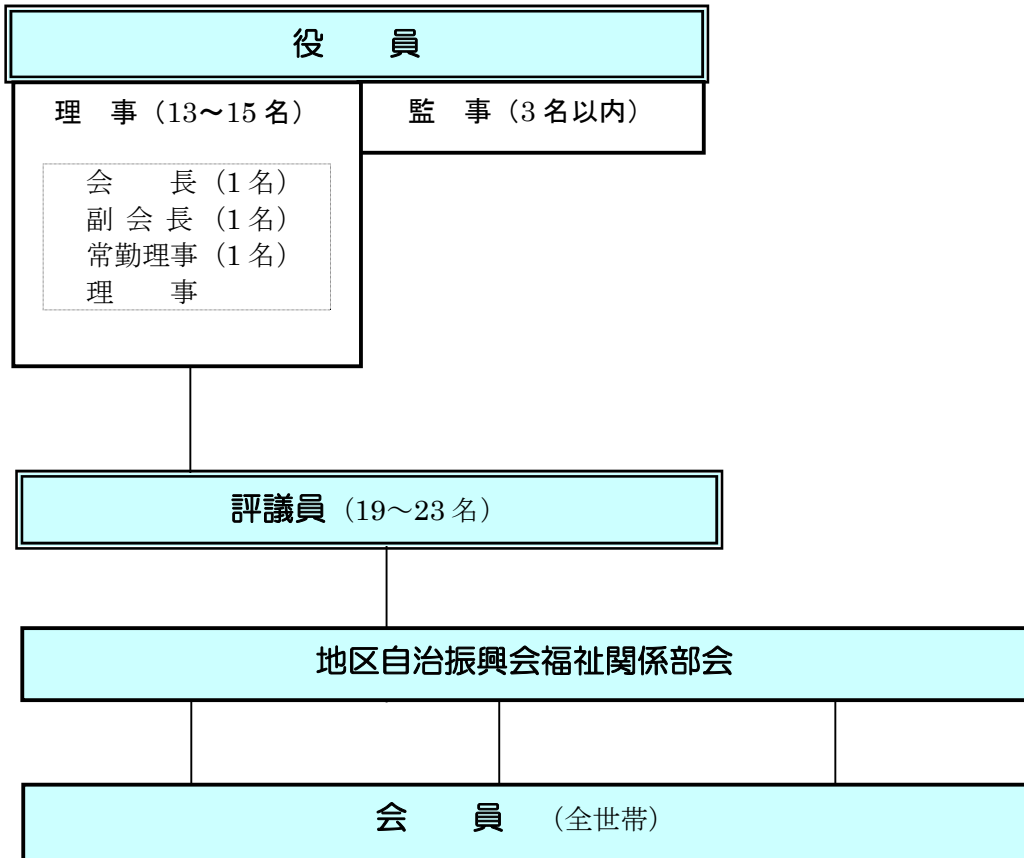 役　員
理　事（13～15名）
監　事（3名以内）
会　　長（1名）
副 会 長（1名）
常勤理事（1名）
理　　事
評議員（19～23名）
地区自治振興会福祉関係部会
会　員　（全世帯）